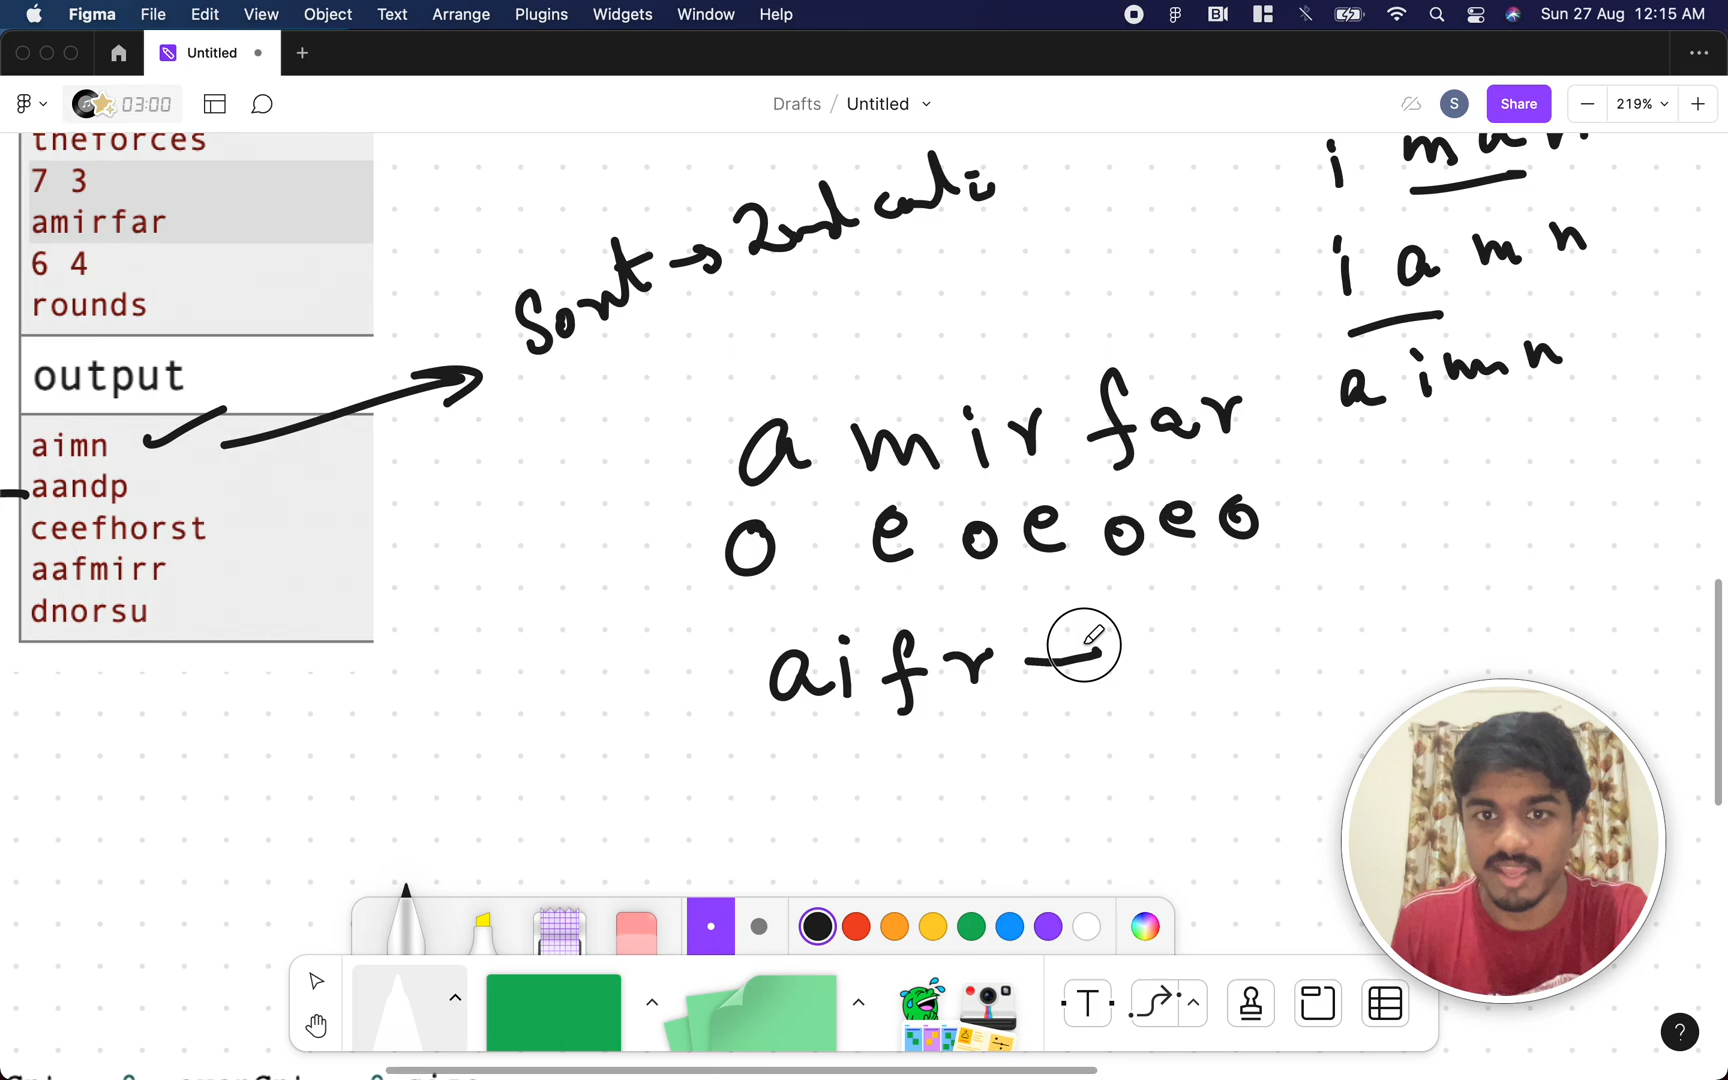 Figma File Edit View Object Text Arrange Plugins Widgets Window Help Sun 27 Aug 12:15 AM
Untitled
03:00 Drafts / Untitled S Share 219%
theforces
7 3
amirfar
6 4
rounds
output
aimn
aandp
ceefhorst
aafmirr
dnorsu
Sort → 2nd
i a m n
a i m n
a m i r f a r
o e o e o e o
a i f r
T
?